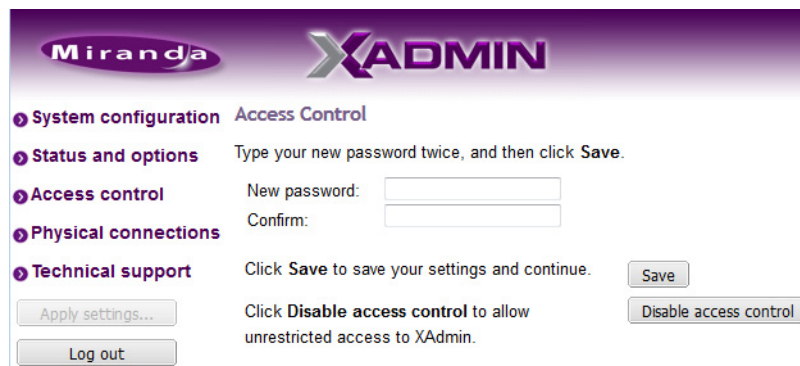 Miranda
XADMIN
System configuration
Status and options
Access control
Physical connections
Technical support
Apply settings...
Log out
Access Control
Type your new password twice, and then click Save.
New password:
Confirm:
Click Save to save your settings and continue.
Save
Click Disable access control to allow
unrestricted access to XAdmin.
Disable access control